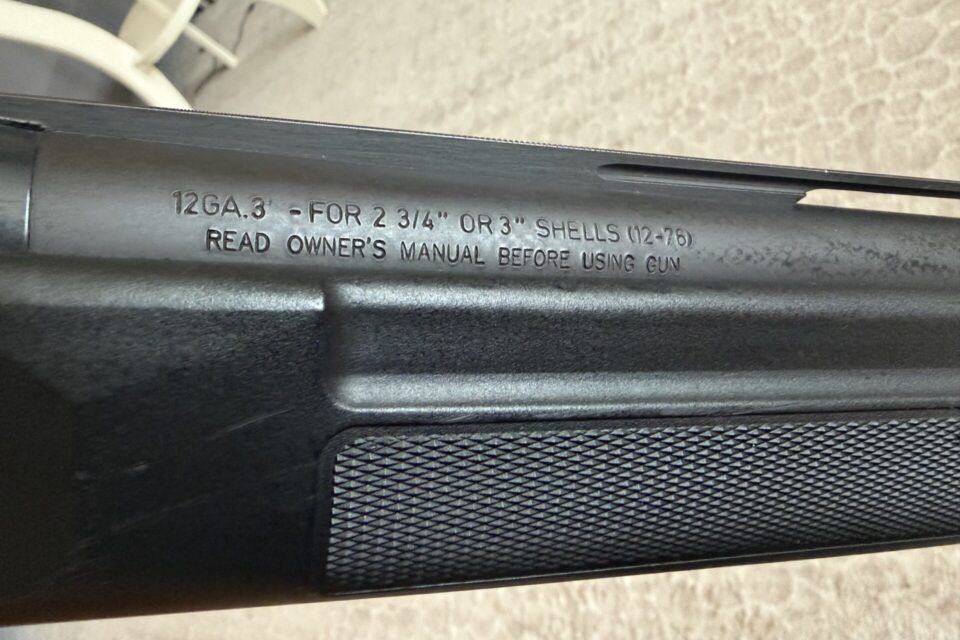 12GA.3" - FOR 2 3/4" OR 3" SHELLS (12-76)
READ OWNER'S MANUAL BEFORE USING GUN